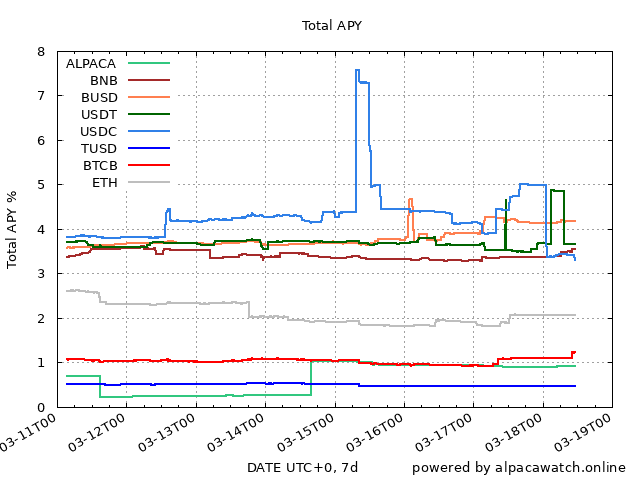 Total APY
8
7
6
5
4
3
2
1
0
Total APY %
ALPACA
BNB
BUSD
USDT
USDC
TUSD
BTCB
ETH
03-11T00
03-12T00
03-13T00
03-14T00
03-15T00
03-16T00
03-17T00
03-18T00
03-19T00
DATE UTC+0, 7d
powered by alpacawatch.online